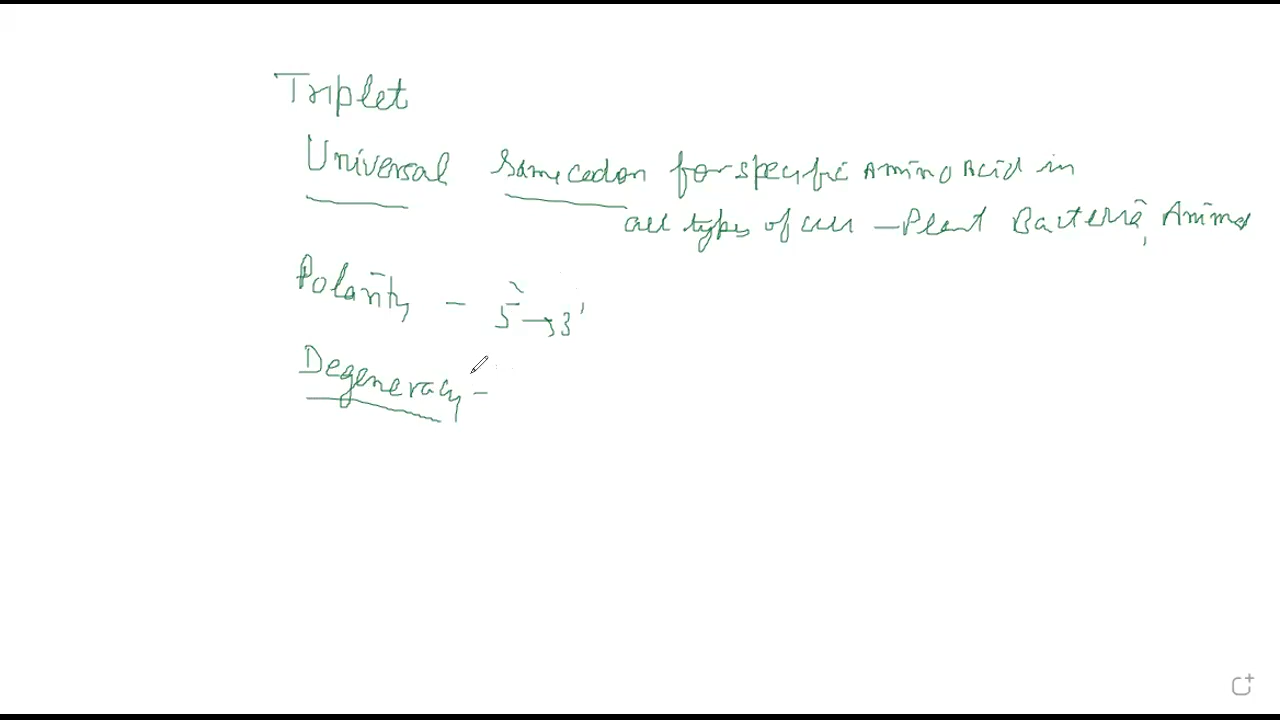 Triplet
Universal Same codon for specific Amino Acid in
all types of cell – Plant Bacteria, Anima
Polarity – 5' → 3'
Degeneracy –